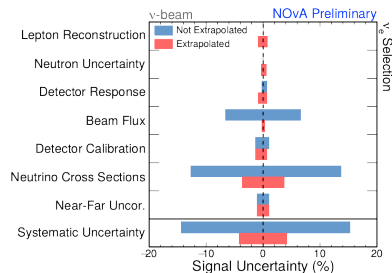 ν-beam NOvA Preliminary
Not Extrapolated
Extrapolated
νe Selection
Lepton Reconstruction
Neutron Uncertainty
Detector Response
Beam Flux
Detector Calibration
Neutrino Cross Sections
Near-Far Uncor.
Systematic Uncertainty
−20 −10 0 10 20
Signal Uncertainty (%)